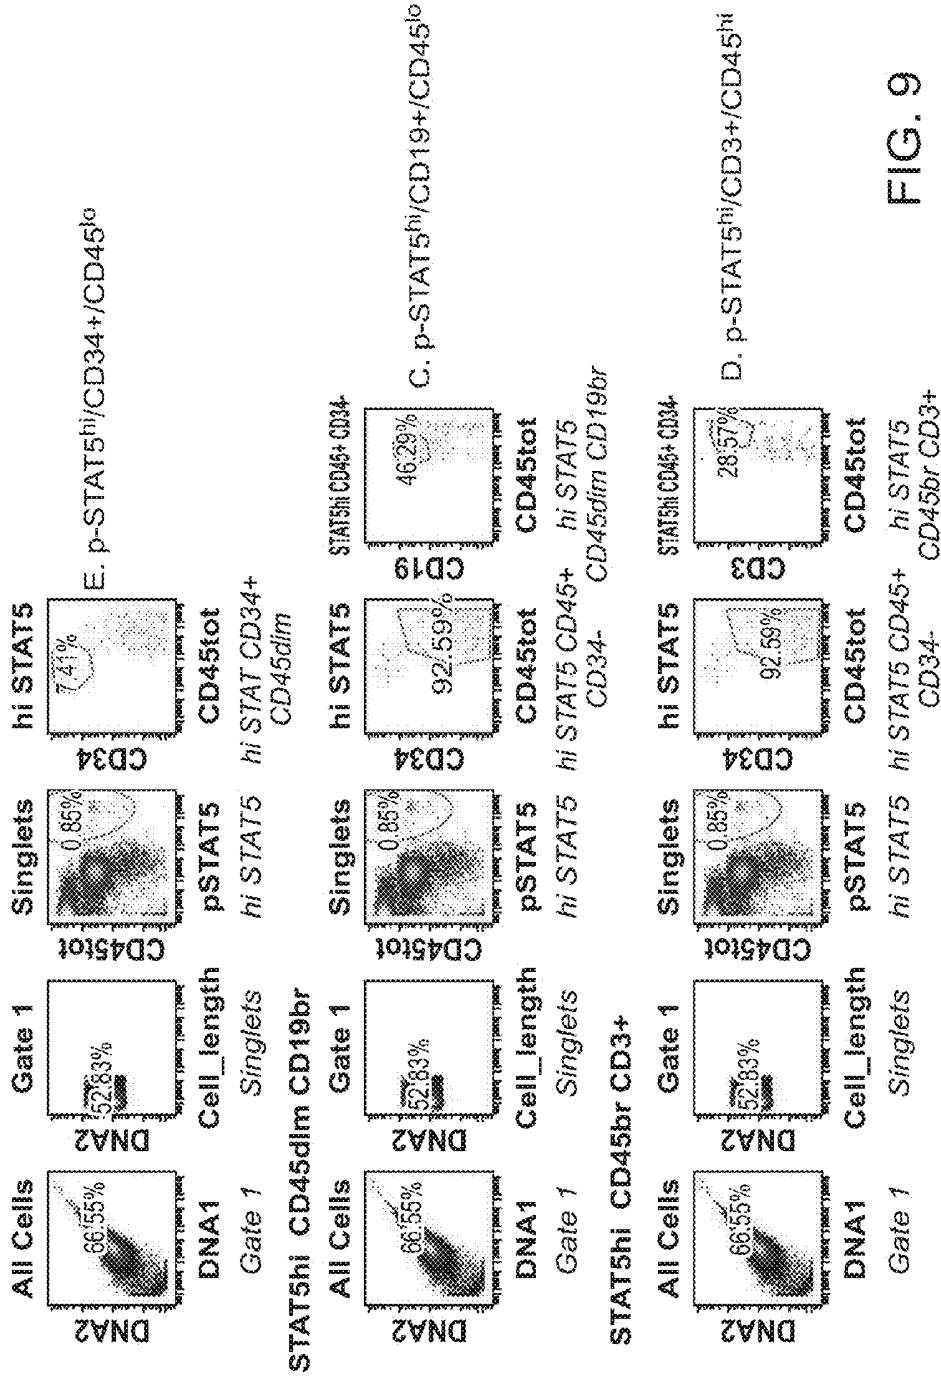 All Cells
DNA2
66.55%
DNA1
Gate 1
Gate 1
DNA2
52.83%
Cell_length
Singlets
Singlets
CD45tot
0.85%
pSTAT5
hi STAT5
hi STAT5
CD34
7.41%
CD45tot
hi STAT CD34+
CD45dim
E. p-STAT5hi/CD34+/CD45lo
STAT5hi CD45dim CD19br
All Cells
DNA2
66.55%
DNA1
Gate 1
Gate 1
DNA2
52.83%
Cell_length
Singlets
Singlets
CD45tot
0.85%
pSTAT5
hi STAT5
hi STAT5
CD34
92.59%
CD45tot
hi STAT5 CD45+
CD34-
STAT5hi CD45+ CD34-
CD19
46.29%
CD45tot
hi STAT5
CD45dim CD19br
C. p-STAT5hi/CD19+/CD45lo
STAT5hi CD45br CD3+
All Cells
DNA2
66.55%
DNA1
Gate 1
Gate 1
DNA2
52.83%
Cell_length
Singlets
Singlets
CD45tot
0.85%
pSTAT5
hi STAT5
hi STAT5
CD34
92.59%
CD45tot
hi STAT5 CD45+
CD34-
STAT5hi CD45+ CD34-
CD3
28.57%
CD45tot
hi STAT5
CD45br CD3+
D. p-STAT5hi/CD3+/CD45hi
FIG. 9